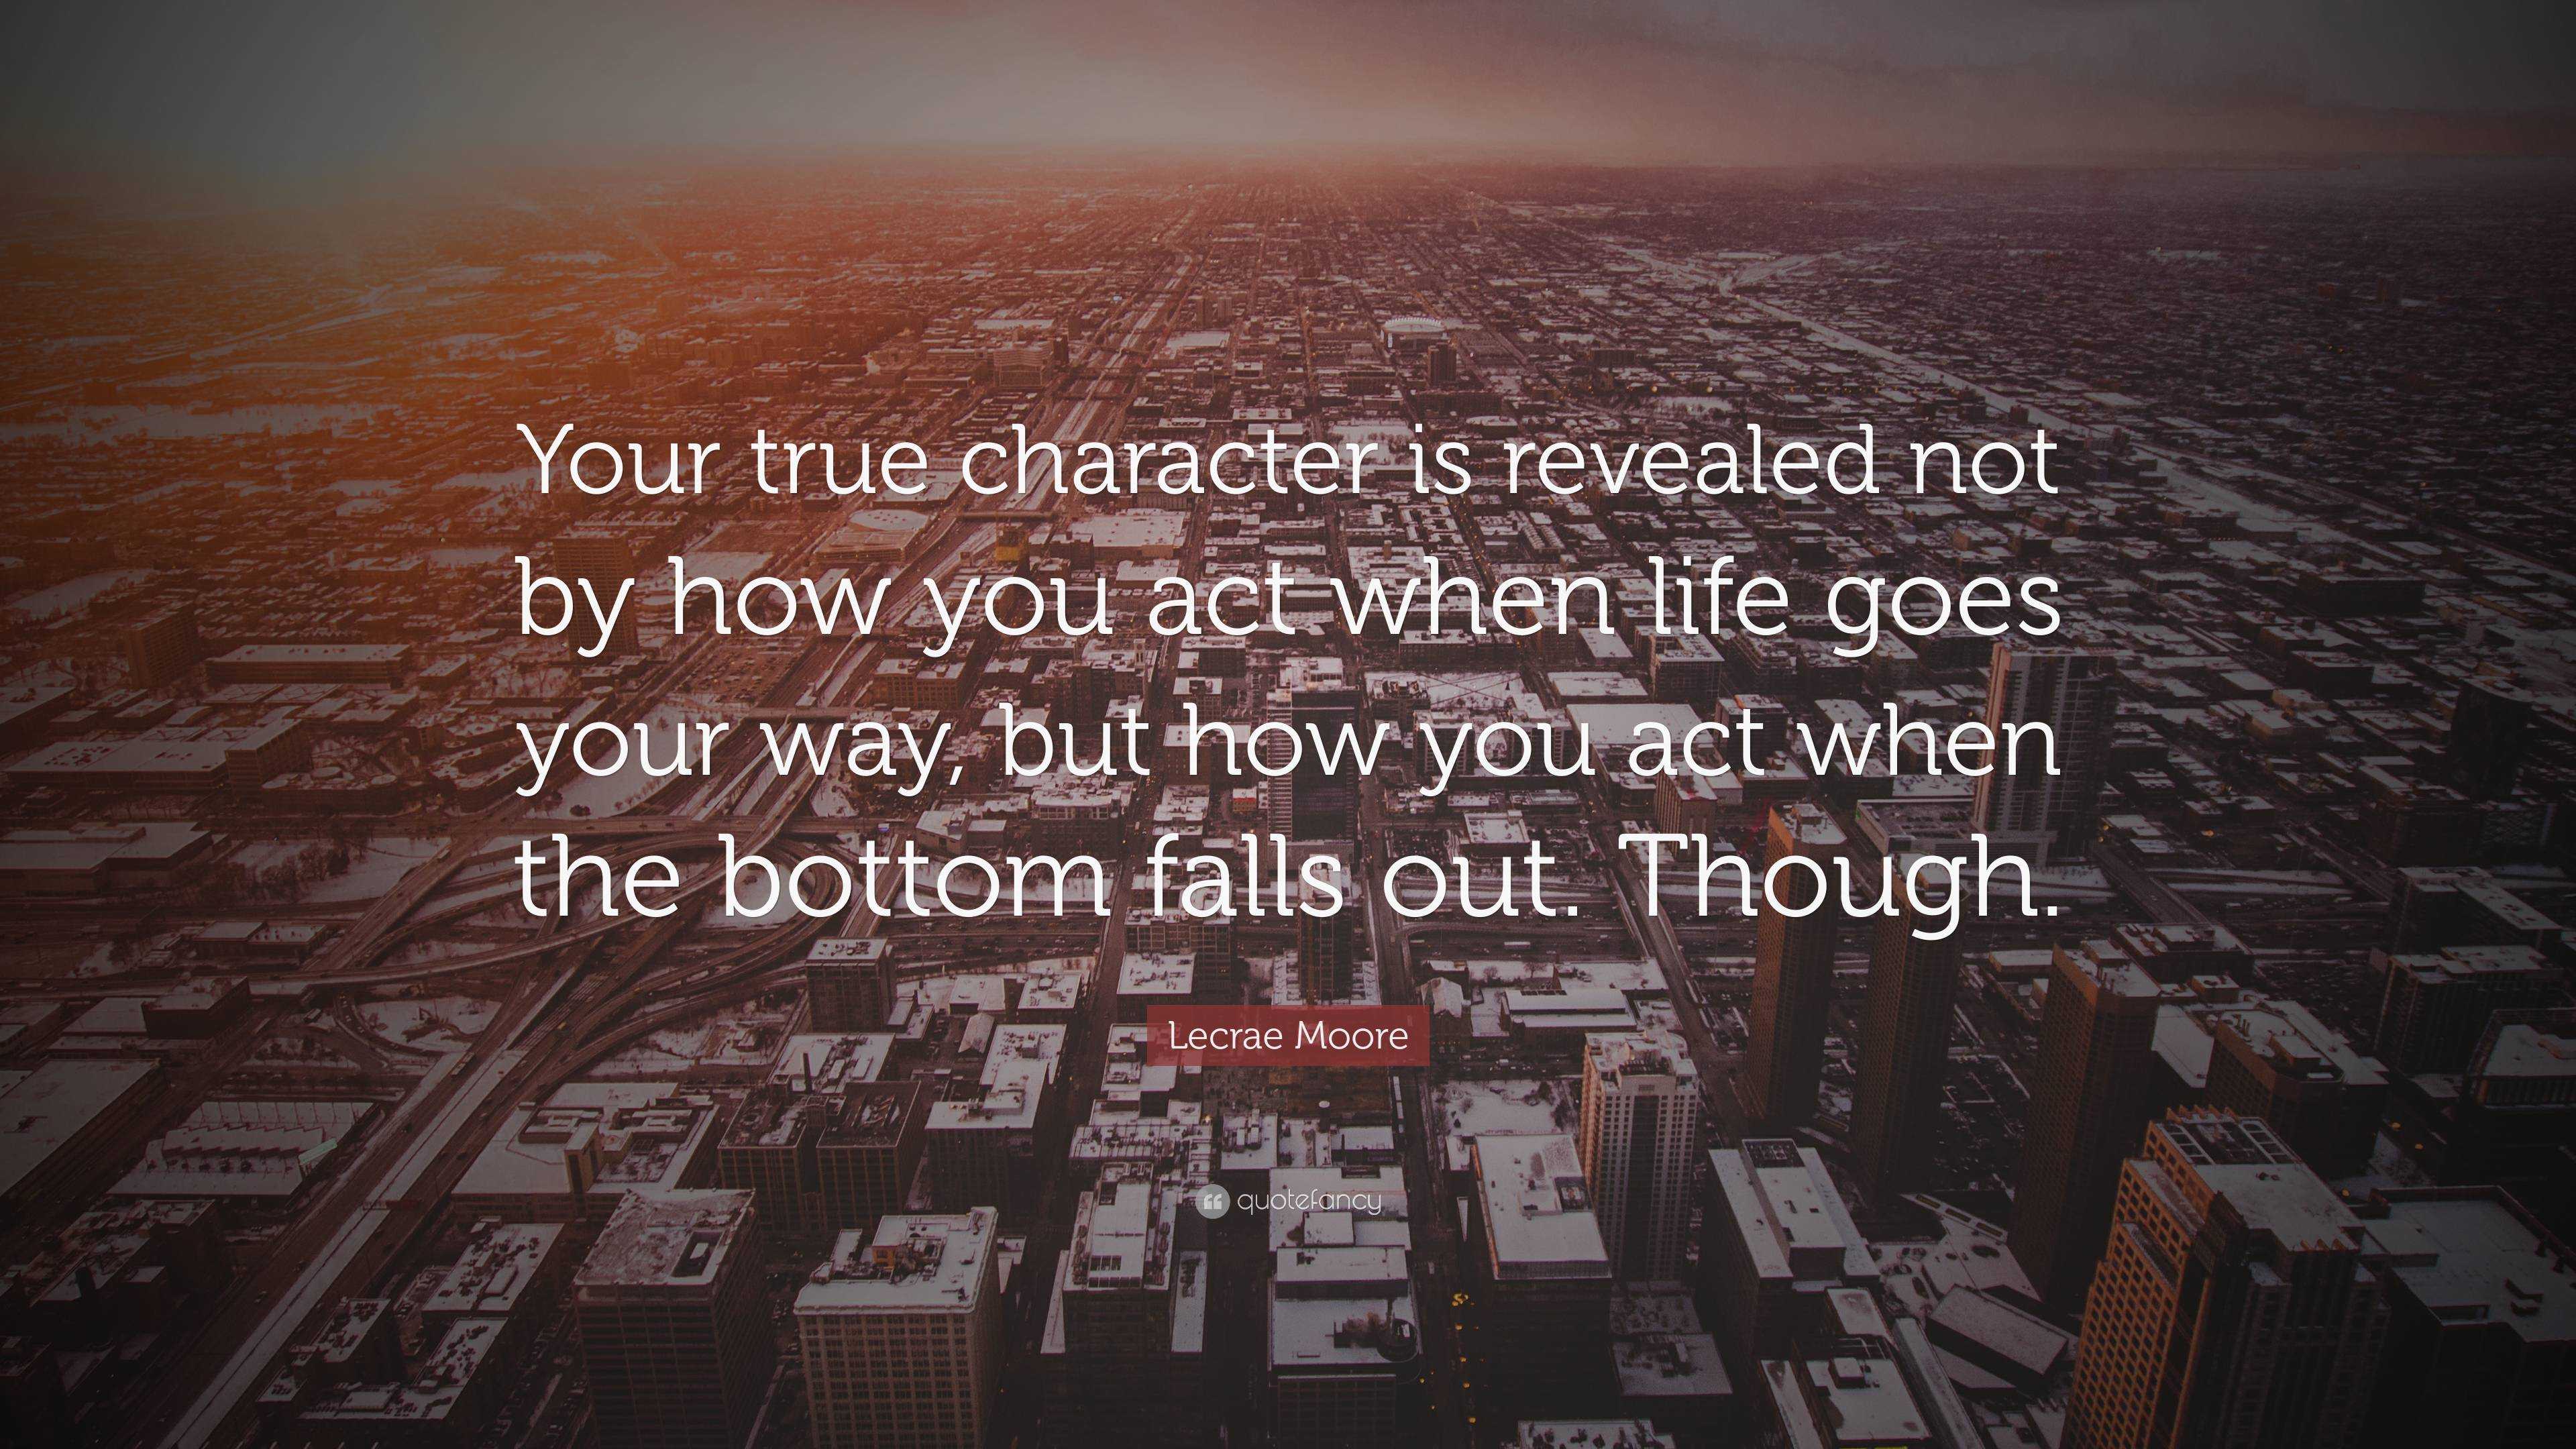 Your true character is revealed not
by how you act when life goes
your way, but how you act when
the bottom falls out. Though.
Lecrae Moore
quotefancy